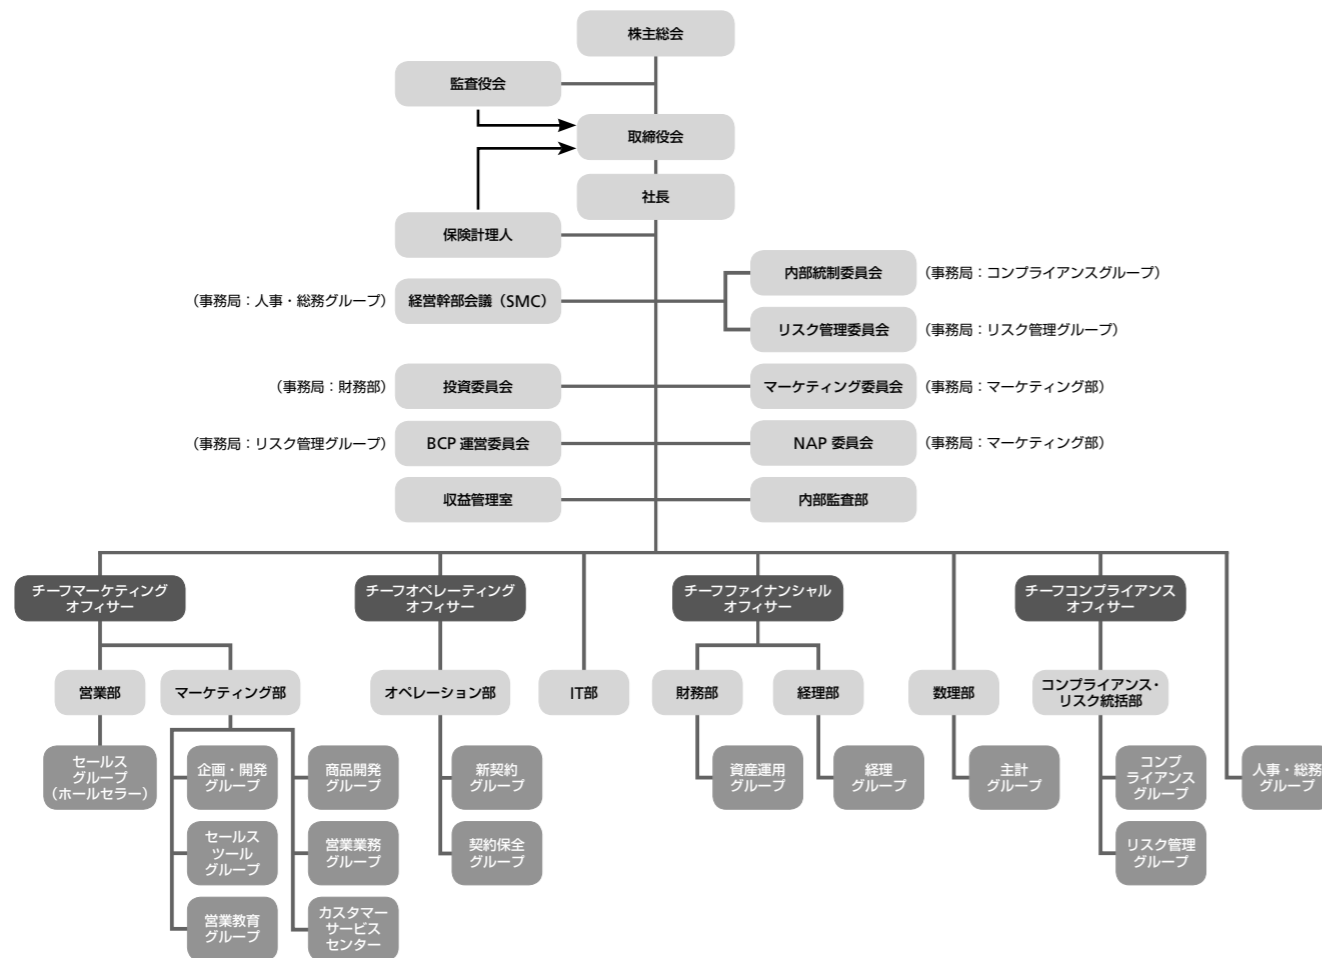 株主総会
監査役会
取締役会
社長
保険計理人
内部統制委員会
（事務局：コンプライアンスグループ）
（事務局：人事・総務グループ）
経営幹部会議（SMC）
リスク管理委員会
（事務局：リスク管理グループ）
（事務局：財務部）
投資委員会
マーケティング委員会
（事務局：マーケティング部）
（事務局：リスク管理グループ）
BCP 運営委員会
NAP 委員会
（事務局：マーケティング部）
収益管理室
内部監査部
チーフマーケティング
オフィサー
チーフオペレーティング
オフィサー
チーフファイナンシャル
オフィサー
チーフコンプライアンス
オフィサー
営業部
マーケティング部
オペレーション部
IT部
財務部
経理部
数理部
コンプライアンス・
リスク統括部
セールス
グループ
（ホールセラー）
企画・開発
グループ
商品開発
グループ
新契約
グループ
資産運用
グループ
経理
グループ
主計
グループ
コンプ
ライアンス
グループ
人事・総務
グループ
セールス
ツール
グループ
営業業務
グループ
契約保全
グループ
リスク管理
グループ
営業教育
グループ
カスタマー
サービス
センター